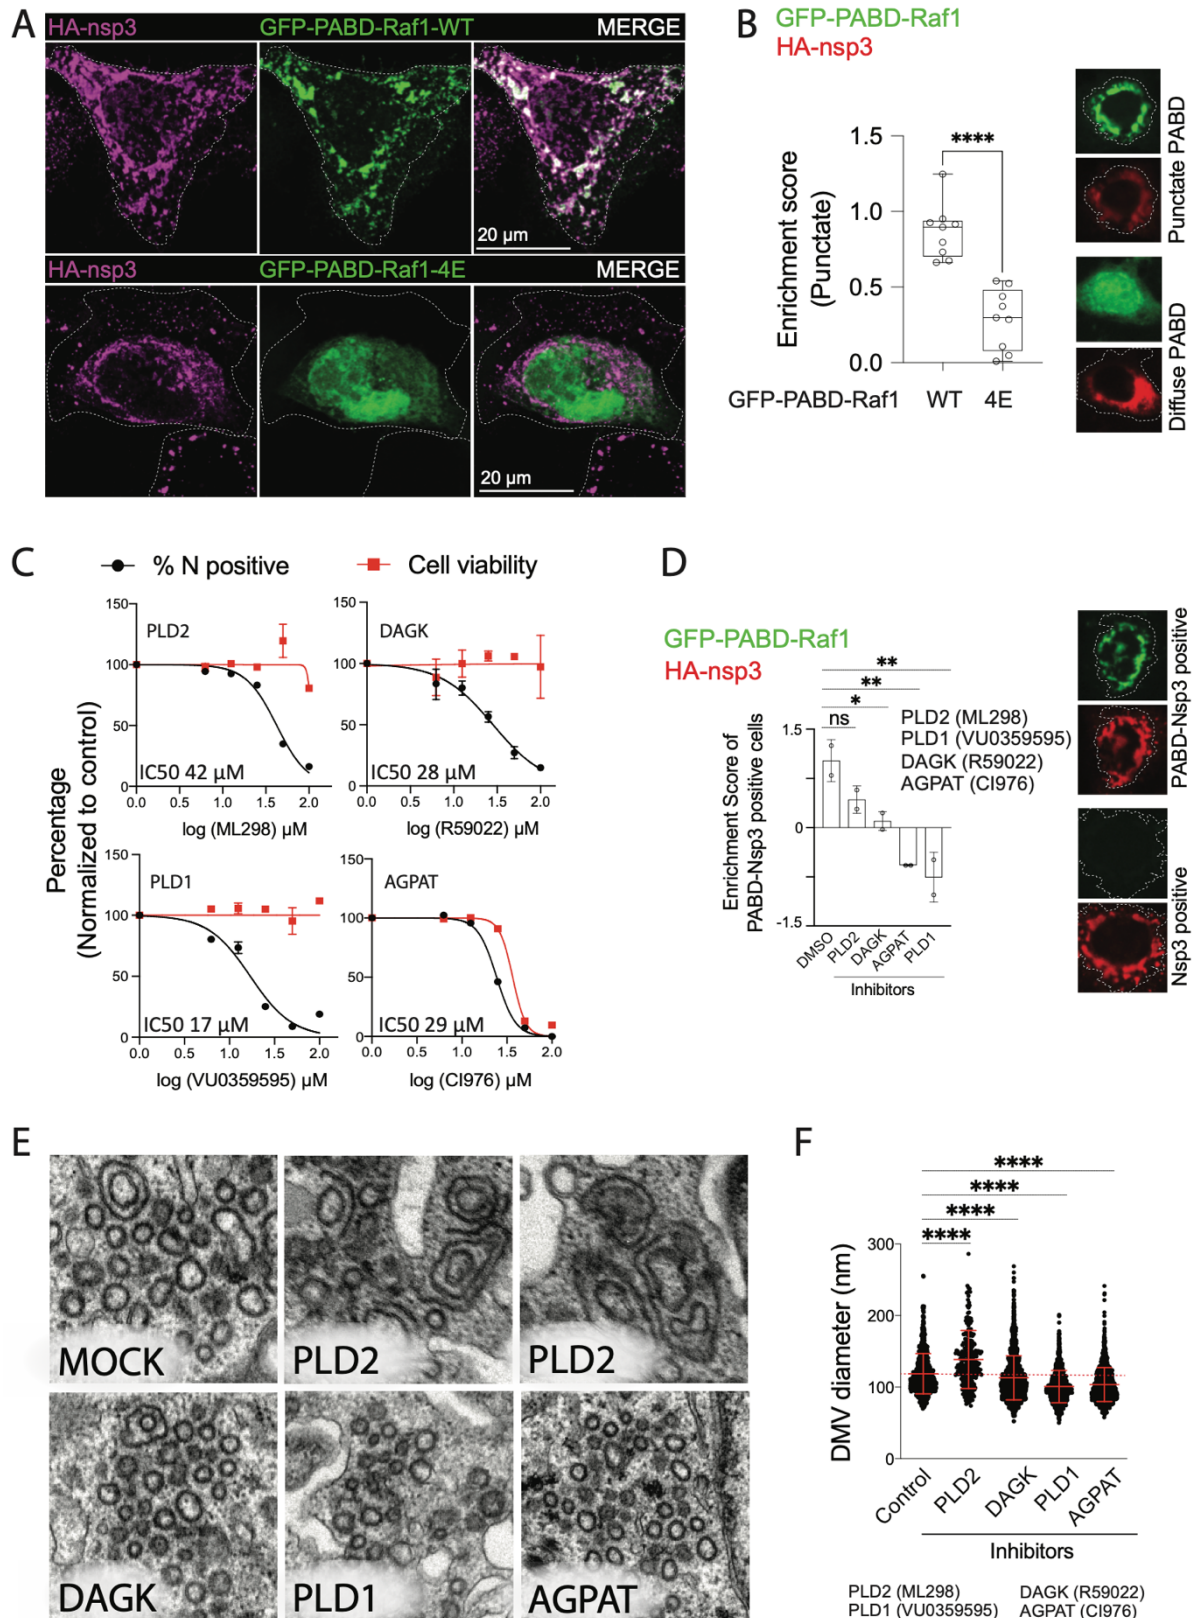 A
HA-nsp3
GFP-PABD-Raf1-WT
MERGE
20 µm
HA-nsp3
GFP-PABD-Raf1-4E
MERGE
20 µm
B
GFP-PABD-Raf1
HA-nsp3
Enrichment score
(Punctate)
1.5
1.0
0.5
0.0
****
GFP-PABD-Raf1 WT 4E
Punctate PABD
Diffuse PABD
C
% N positive
Cell viability
Percentage
(Normalized to control)
150
100
50
0
PLD2
IC50 42 µM
0.0 0.5 1.0 1.5 2.0
log (ML298) µM
150
100
50
0
DAGK
IC50 28 µM
0.0 0.5 1.0 1.5 2.0
log (R59022) µM
150
100
50
0
PLD1
IC50 17 µM
0.0 0.5 1.0 1.5 2.0
log (VU0359595) µM
150
100
50
0
AGPAT
IC50 29 µM
0.0 0.5 1.0 1.5 2.0
log (CI976) µM
D
GFP-PABD-Raf1
HA-nsp3
Enrichment Score of
PABD-Nsp3 positive cells
1.5
0
-1.5
**
**
*
ns
PLD2 (ML298)
PLD1 (VU0359595)
DAGK (R59022)
AGPAT (CI976)
DMSO
PLD2
DAGK
AGPAT
PLD1
Inhibitors
PABD-Nsp3 positive
Nsp3 positive
E
MOCK
PLD2
PLD2
DAGK
PLD1
AGPAT
F
****
****
****
****
DMV diameter (nm)
300
200
100
0
Control
PLD2
DAGK
PLD1
AGPAT
Inhibitors
PLD2 (ML298) DAGK (R59022)
PLD1 (VU0359595) AGPAT (CI976)